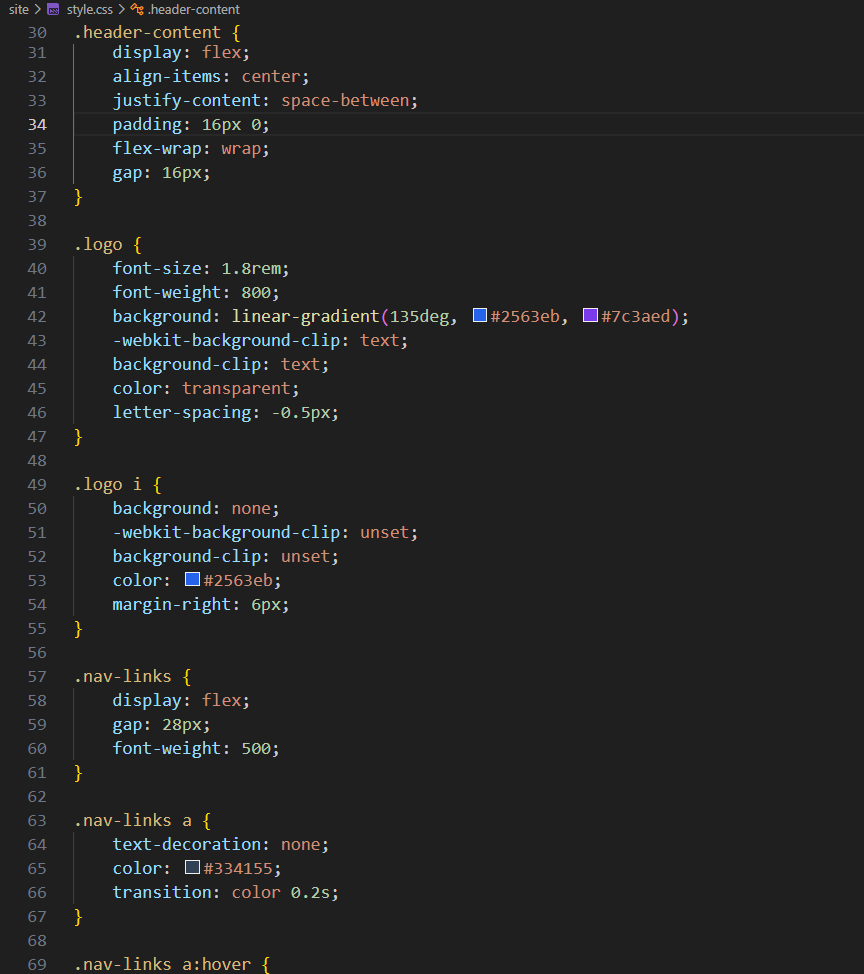 site > style.css > .header-content
30 .header-content {
31 display: flex;
32 align-items: center;
33 justify-content: space-between;
34 padding: 16px 0;
35 flex-wrap: wrap;
36 gap: 16px;
37 }
38
39 .logo {
40 font-size: 1.8rem;
41 font-weight: 800;
42 background: linear-gradient(135deg, #2563eb, #7c3aed);
43 -webkit-background-clip: text;
44 background-clip: text;
45 color: transparent;
46 letter-spacing: -0.5px;
47 }
48
49 .logo i {
50 background: none;
51 -webkit-background-clip: unset;
52 background-clip: unset;
53 color: #2563eb;
54 margin-right: 6px;
55 }
56
57 .nav-links {
58 display: flex;
59 gap: 28px;
60 font-weight: 500;
61 }
62
63 .nav-links a {
64 text-decoration: none;
65 color: #334155;
66 transition: color 0.2s;
67 }
68
69 .nav-links a:hover {